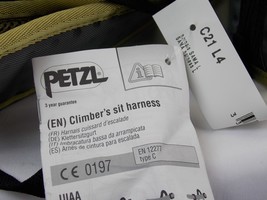 PETZL
3 year guarantee
(EN) Climber's sit harness
(FR) Harnais cuissard d'escalade
(DE) Klettersitzgurt
(IT) Imbracatura bassa da arrampicata
(ES) Arnés de cintura para escalada.
CE 0197
EN 12277
type C
UIAA
C21 L4